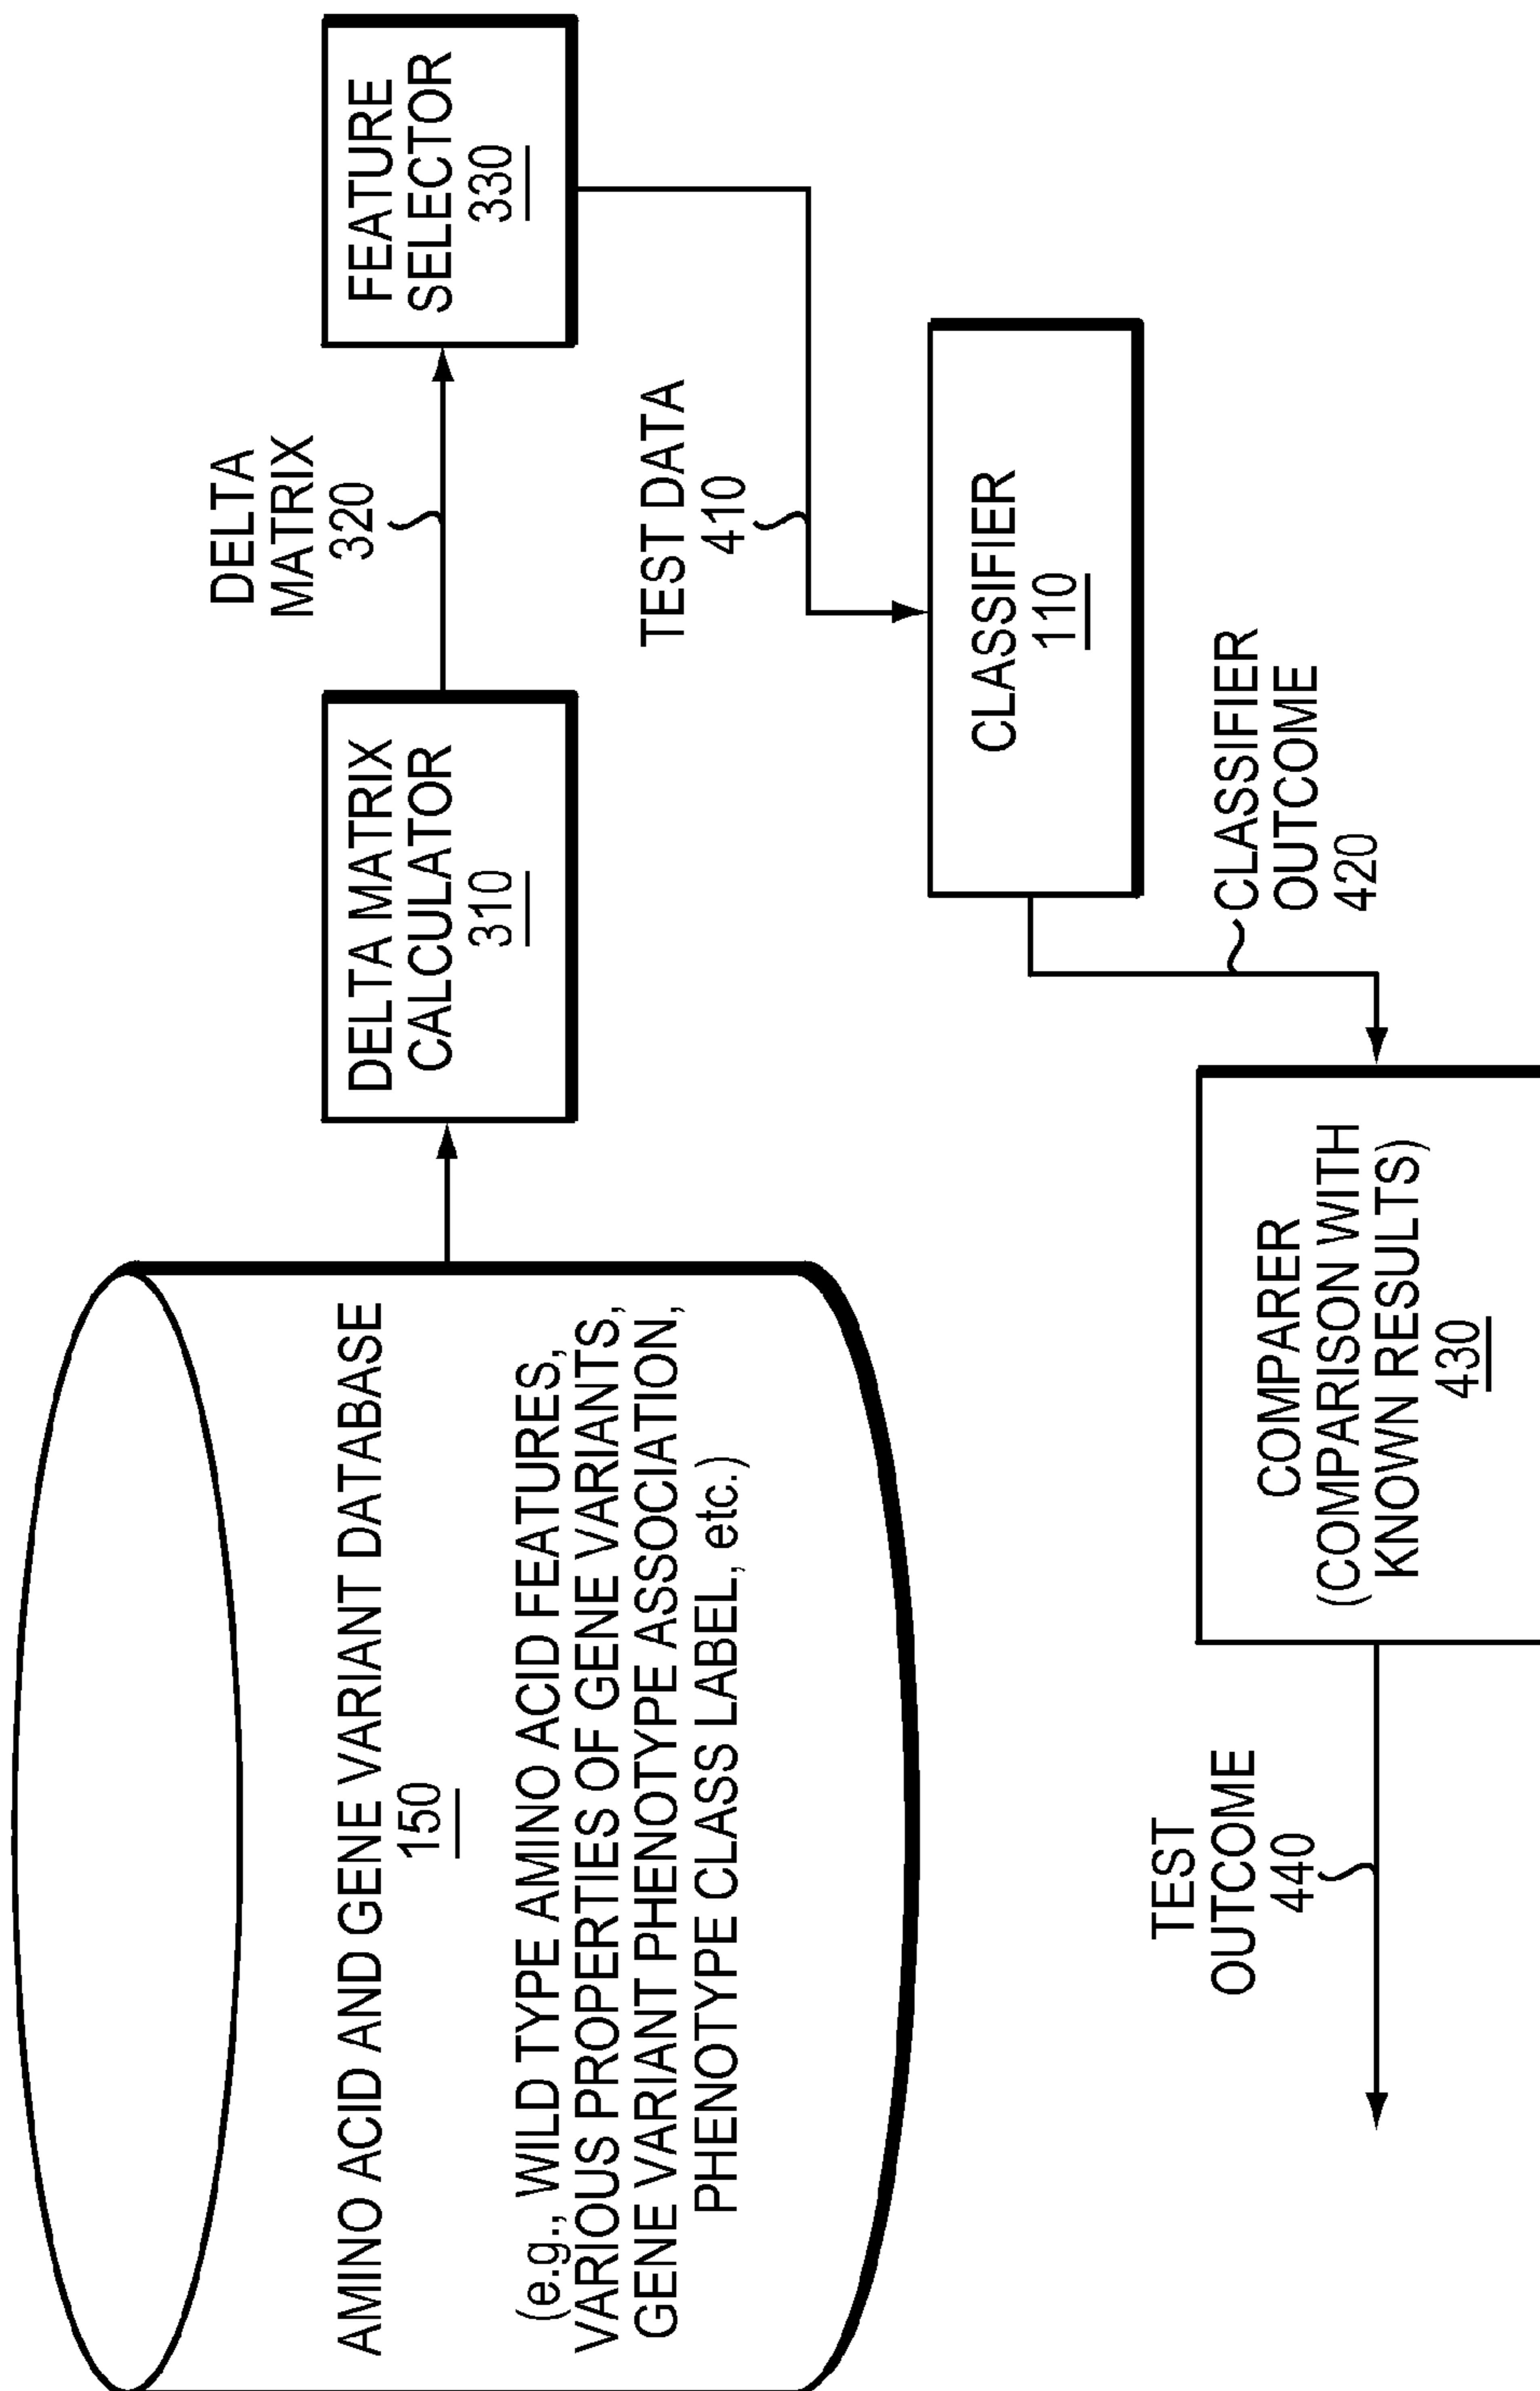 AMINO ACID AND GENE VARIANT DATABASE
150
(e.g., WILD TYPE AMINO ACID FEATURES,
VARIOUS PROPERTIES OF GENE VARIANTS,
GENE VARIANT PHENOTYPE ASSOCIATION,
PHENOTYPE CLASS LABEL, etc.)
DELTA MATRIX
CALCULATOR
310
DELTA
MATRIX
320
FEATURE
SELECTOR
330
TEST DATA
410
CLASSIFIER
110
CLASSIFIER
OUTCOME
420
COMPARER
(COMPARISON WITH
KNOWN RESULTS)
430
TEST
OUTCOME
440